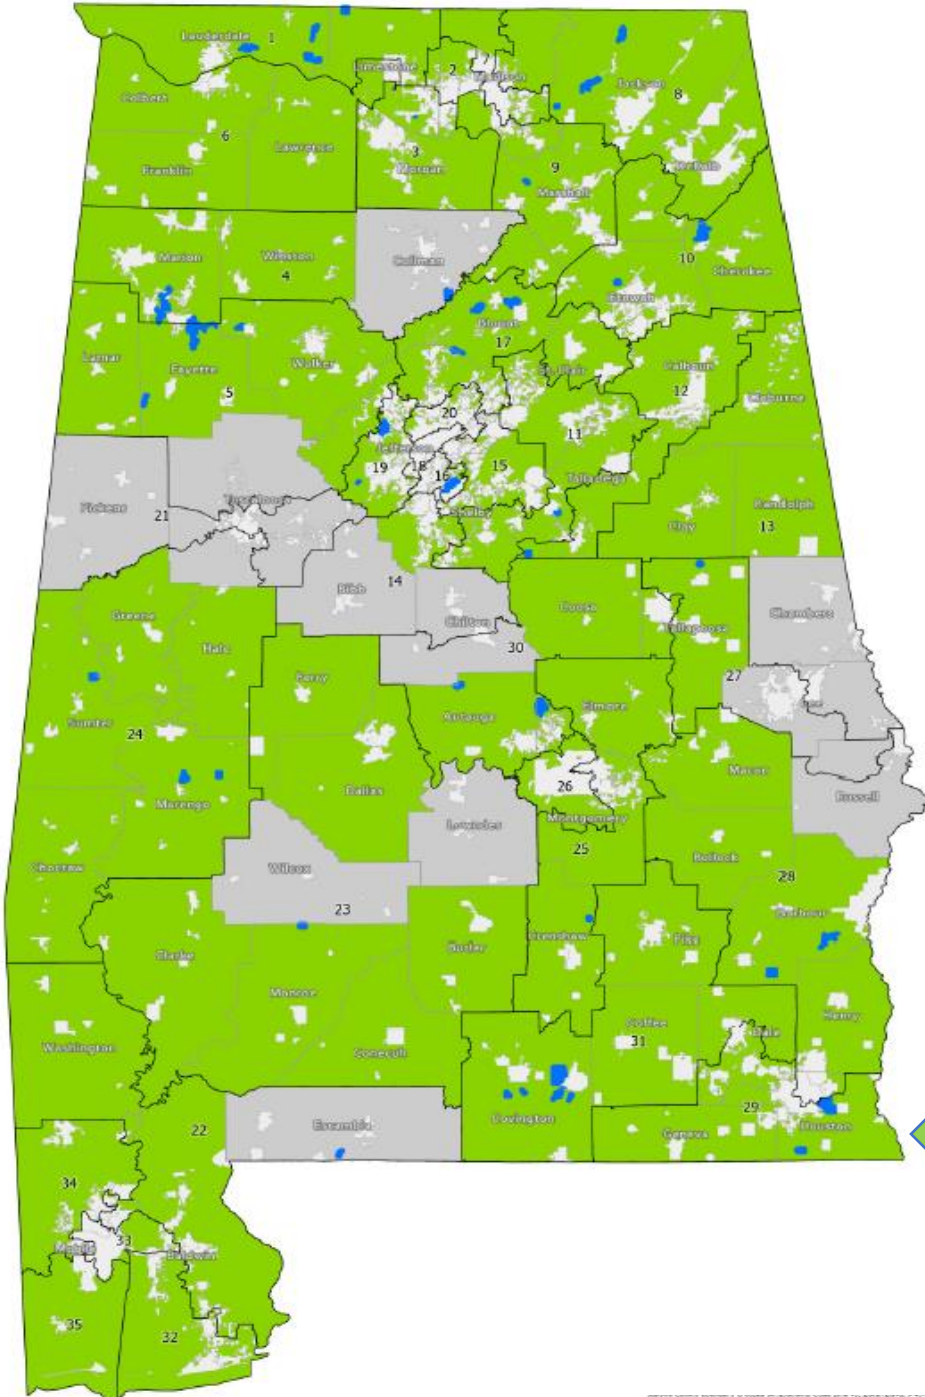 Lauderdale 1
Limestone 2 Madison
Colbert Jackson 8
6 Lawrence 3 DeKalb
Franklin Morgan 9
Marshall
Marion Winston Cullman 10 Cherokee
4 Etowah
Blount
Lamar Fayette Walker 17 St. Clair Calhoun
5 20 12 Cleburne
Jefferson 11
19 18 16 15 Talladega
Pickens 21 Tuscaloosa Shelby Clay Randolph
13
14
Greene Bibb Chilton Coosa Tallapoosa Chambers
Hale 30
Perry 27 Lee
Sumter Autauga Elmore
24 Macon
Marengo Dallas 26 Russell
Lowndes Montgomery
Choctaw Wilcox 25 Bullock 28
23 Barbour
Clarke Butler Crenshaw Pike
Monroe Henry
Washington Conecuh Coffee Dale
31
22 Escambia Covington Geneva 29 Houston
34
33
Mobile Baldwin
35 32